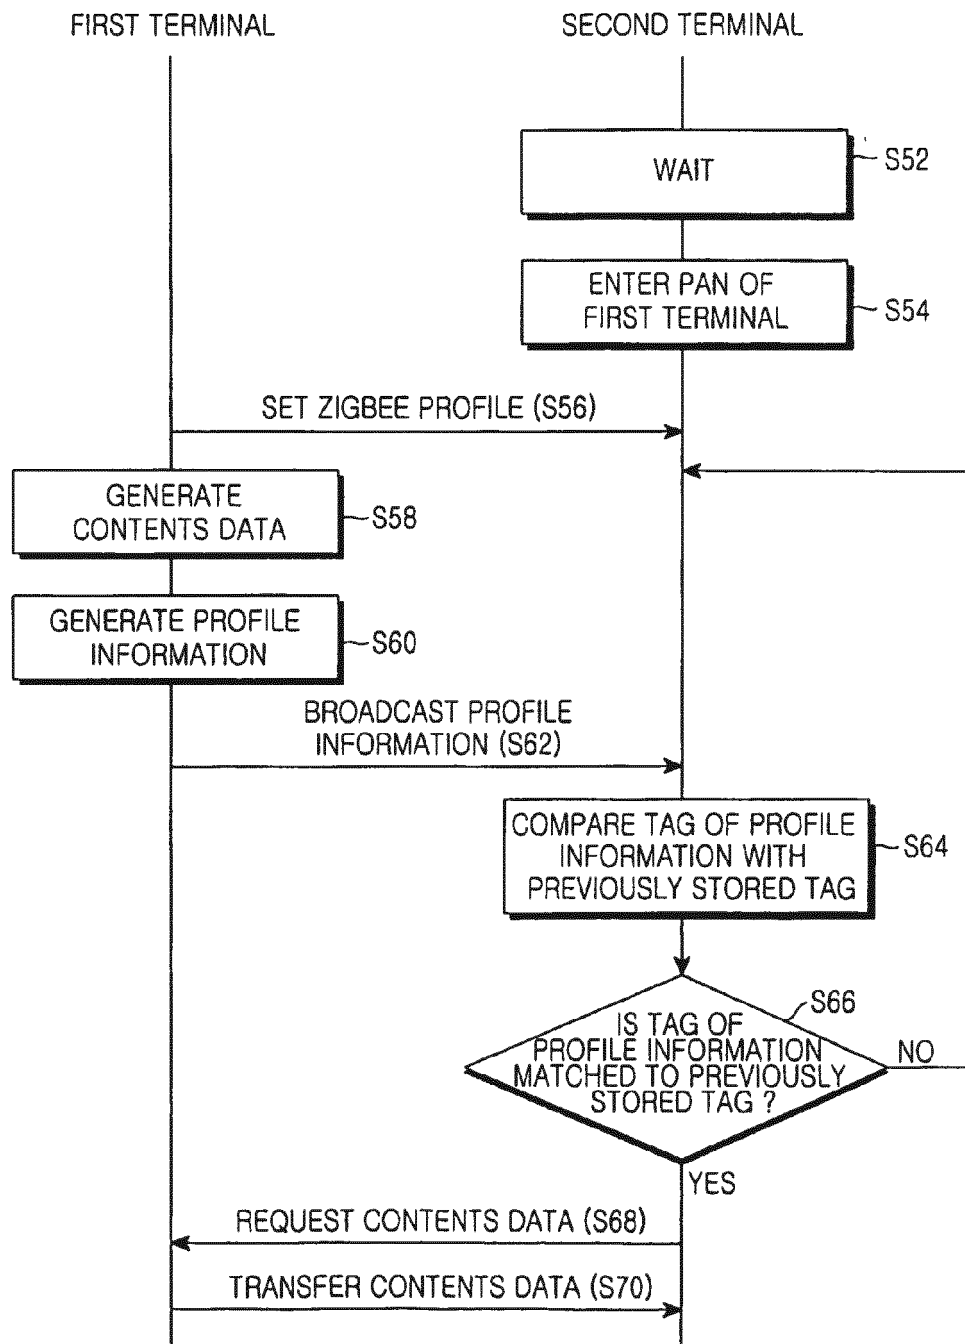 FIRST TERMINAL
SECOND TERMINAL
WAIT
S52
ENTER PAN OF
FIRST TERMINAL
S54
SET ZIGBEE PROFILE (S56)
GENERATE
CONTENTS DATA
S58
GENERATE PROFILE
INFORMATION
S60
BROADCAST PROFILE
INFORMATION (S62)
COMPARE TAG OF PROFILE
INFORMATION WITH
PREVIOUSLY STORED TAG
S64
S66
IS TAG OF
PROFILE INFORMATION
MATCHED TO PREVIOUSLY
STORED TAG ?
NO
YES
REQUEST CONTENTS DATA (S68)
TRANSFER CONTENTS DATA (S70)